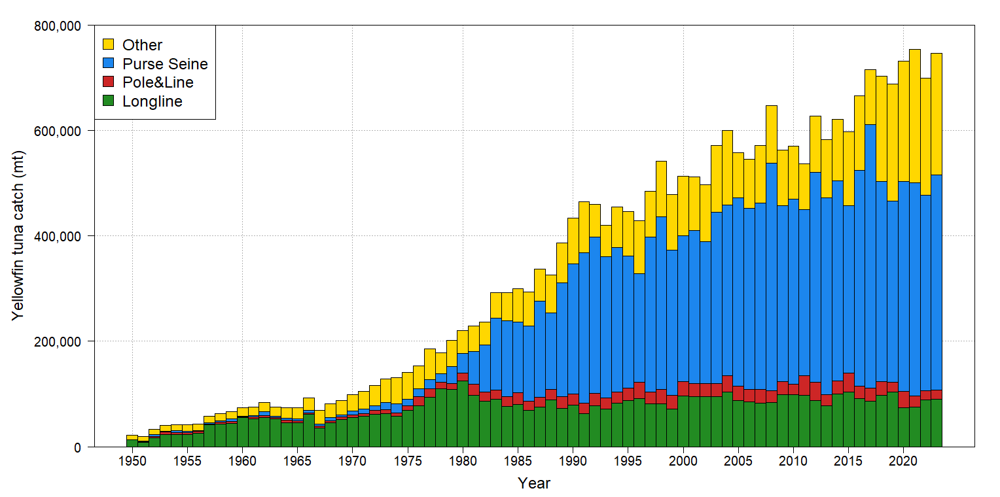 800,000
600,000
400,000
200,000
0
Yellowfin tuna catch (mt)
Other
Purse Seine
Pole&Line
Longline
1950 1955 1960 1965 1970 1975 1980 1985 1990 1995 2000 2005 2010 2015 2020
Year